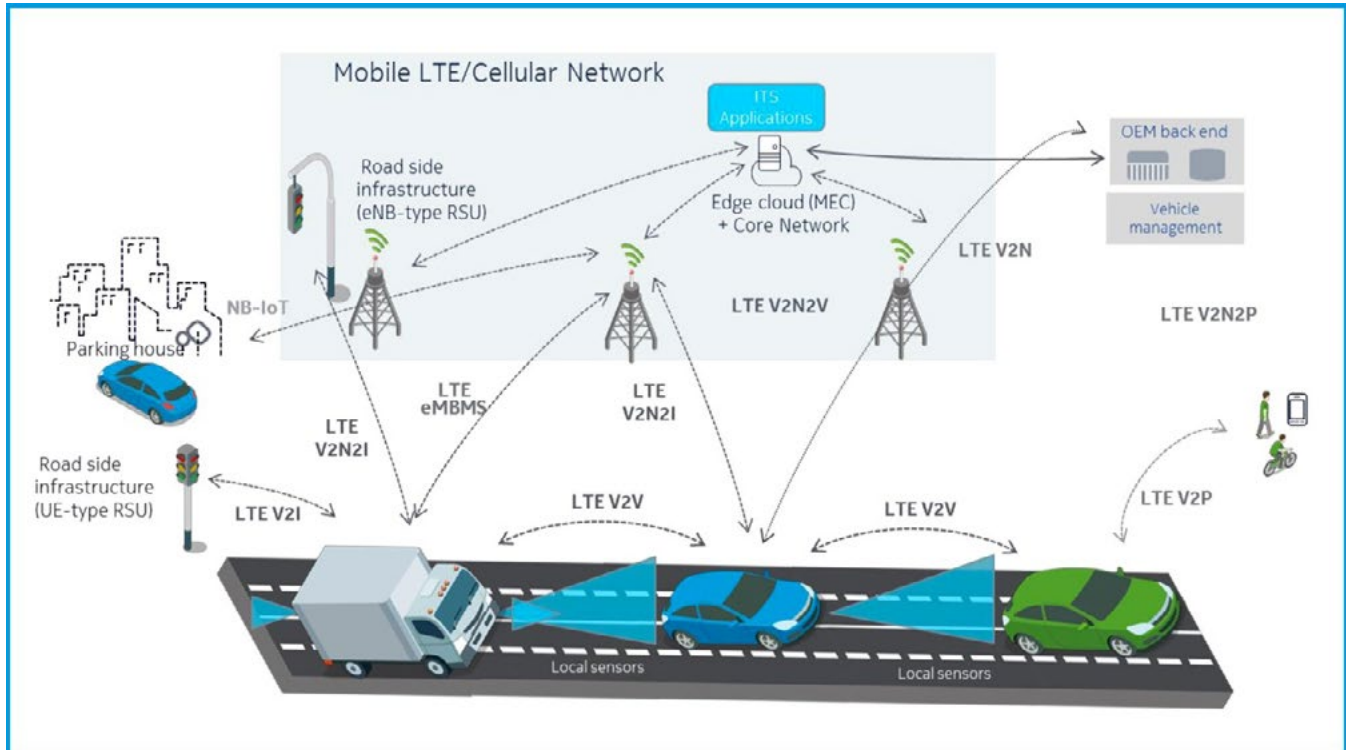 Mobile LTE/Cellular Network
ITS
Applications
OEM back end
Road side
infrastructure
(eNB-type RSU)
Edge cloud (MEC)
+ Core Network
Vehicle
management
LTE V2N
NB-IoT
LTE V2N2V
LTE V2N2P
Parking house
LTE
eMBMS
LTE
V2N2I
LTE
V2N2I
Road side
infrastructure
(UE-type RSU)
LTE V2I
LTE V2V
LTE V2V
LTE V2P
Local sensors
Local sensors